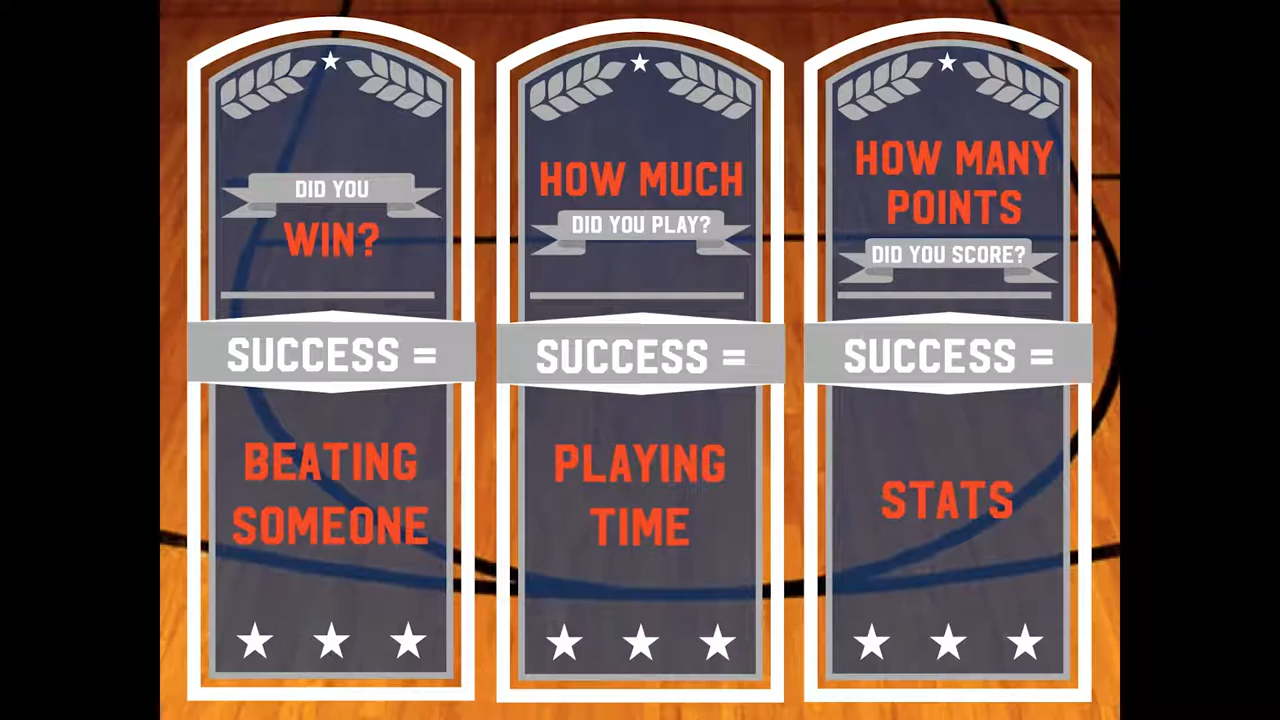 DID YOU
WIN?
SUCCESS =
BEATING
SOMEONE
HOW MUCH
DID YOU PLAY?
SUCCESS =
PLAYING
TIME
HOW MANY
POINTS
DID YOU SCORE?
SUCCESS =
STATS